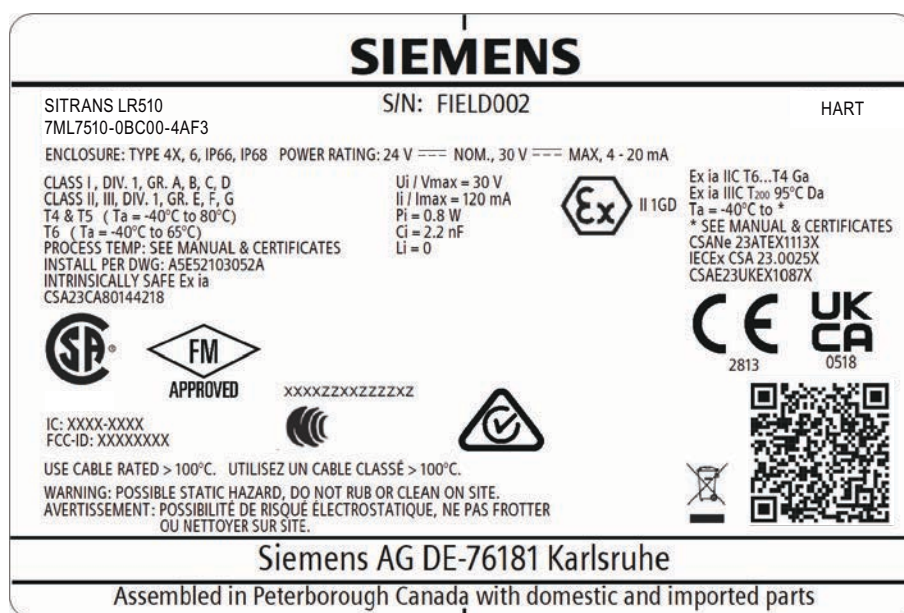 SIEMENS
SITRANS LR510
7ML7510-0BC00-4AF3
S/N: FIELD002
HART
ENCLOSURE: TYPE 4X, 6, IP66, IP68 POWER RATING: 24 V NOM., 30 V MAX, 4 - 20 mA
CLASS I , DIV. 1, GR. A, B, C, D
CLASS II, III, DIV. 1, GR. E, F, G
T4 & T5 ( Ta = -40°C to 80°C)
T6 ( Ta = -40°C to 65°C)
PROCESS TEMP: SEE MANUAL & CERTIFICATES
INSTALL PER DWG: A5E52103052A
INTRINSICALLY SAFE Ex ia
CSA23CA80144218
Ui / Vmax = 30 V
Ii / Imax = 120 mA
Pi = 0.8 W
Ci = 2.2 nF
Li = 0
Ex
II 1GD
Ex ia IIC T6...T4 Ga
Ex ia IIIC T200 95°C Da
Ta = -40°C to *
* SEE MANUAL & CERTIFICATES
CSANe 23ATEX1113X
IECEx CSA 23.0025X
CSAE23UKEX1087X
SA ®
FM
APPROVED
CE
2813
UK
CA
0518
XXXXZZXXZZZZXZ
IC: XXXX-XXXX
FCC-ID: XXXXXXXX
USE CABLE RATED > 100°C. UTILISEZ UN CABLE CLASSÉ > 100°C.
WARNING: POSSIBLE STATIC HAZARD, DO NOT RUB OR CLEAN ON SITE.
AVERTISSEMENT: POSSIBILITÉ DE RISQUÉ ÉLECTROSTATIQUE, NE PAS FROTTER
OU NETTOYER SUR SITE.
Siemens AG DE-76181 Karlsruhe
Assembled in Peterborough Canada with domestic and imported parts